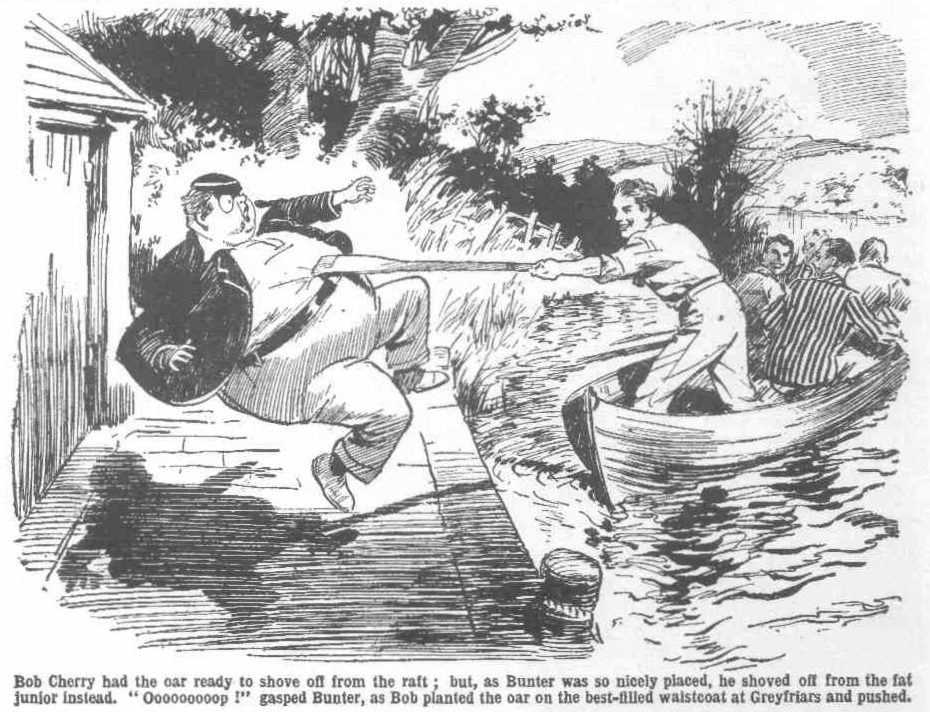 Bob Cherry had the oar ready to shove off from the raft ; but, as Bunter was so nicely placed, he shoved off from the fat
junior instead. “ Oooooooooop !” gasped Bunter, as Bob planted the oar on the best-filled waistcoat at Greyfriars and pushed.